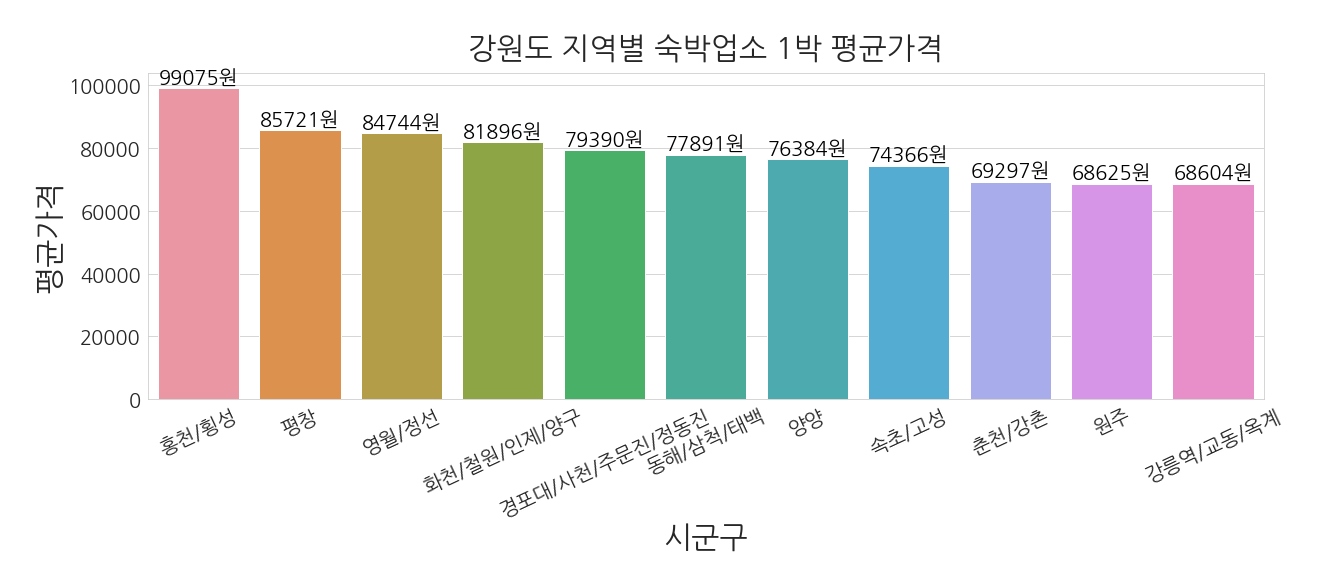 강원도 지역별 숙박업소 1박 평균가격
평균가격
100000
80000
60000
40000
20000
0
99075원
85721원
84744원
81896원
79390원
77891원
76384원
74366원
69297원
68625원
68604원
홍천/횡성
평창
영월/정선
화천/철원/인제/양구
경포대/사천/주문진/정동진
동해/삼척/태백
양양
속초/고성
춘천/강촌
원주
강릉역/교동/옥계
시군구